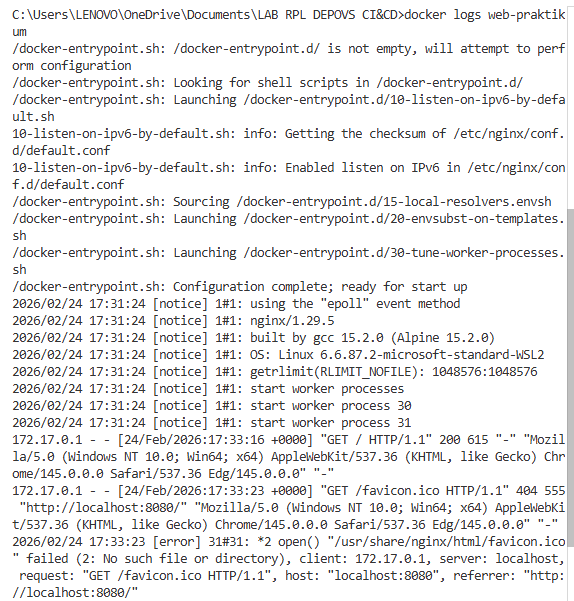 C:\Users\LENOVO\OneDrive\Documents\LAB RPL DEPOVS CI&CD>docker logs web-praktik
um
/docker-entrypoint.sh: /docker-entrypoint.d/ is not empty, will attempt to perf
orm configuration
/docker-entrypoint.sh: Looking for shell scripts in /docker-entrypoint.d/
/docker-entrypoint.sh: Launching /docker-entrypoint.d/10-listen-on-ipv6-by-defa
ult.sh
10-listen-on-ipv6-by-default.sh: info: Getting the checksum of /etc/nginx/conf.
d/default.conf
10-listen-on-ipv6-by-default.sh: info: Enabled listen on IPv6 in /etc/nginx/con
f.d/default.conf
/docker-entrypoint.sh: Sourcing /docker-entrypoint.d/15-local-resolvers.envsh
/docker-entrypoint.sh: Launching /docker-entrypoint.d/20-envsubst-on-templates.
sh
/docker-entrypoint.sh: Launching /docker-entrypoint.d/30-tune-worker-processes.
sh
/docker-entrypoint.sh: Configuration complete; ready for start up
2026/02/24 17:31:24 [notice] 1#1: using the "epoll" event method
2026/02/24 17:31:24 [notice] 1#1: nginx/1.29.5
2026/02/24 17:31:24 [notice] 1#1: built by gcc 15.2.0 (Alpine 15.2.0)
2026/02/24 17:31:24 [notice] 1#1: OS: Linux 6.6.87.2-microsoft-standard-WSL2
2026/02/24 17:31:24 [notice] 1#1: getrlimit(RLIMIT_NOFILE): 1048576:1048576
2026/02/24 17:31:24 [notice] 1#1: start worker processes
2026/02/24 17:31:24 [notice] 1#1: start worker process 30
2026/02/24 17:31:24 [notice] 1#1: start worker process 31
172.17.0.1 - - [24/Feb/2026:17:33:16 +0000] "GET / HTTP/1.1" 200 615 "-" "Mozil
la/5.0 (Windows NT 10.0; Win64; x64) AppleWebKit/537.36 (KHTML, like Gecko) Chr
ome/145.0.0.0 Safari/537.36 Edg/145.0.0.0" "-"
172.17.0.1 - - [24/Feb/2026:17:33:23 +0000] "GET /favicon.ico HTTP/1.1" 404 555
 "http://localhost:8080/" "Mozilla/5.0 (Windows NT 10.0; Win64; x64) AppleWebKi
t/537.36 (KHTML, like Gecko) Chrome/145.0.0.0 Safari/537.36 Edg/145.0.0.0" "-"
2026/02/24 17:33:23 [error] 31#31: *2 open() "/usr/share/nginx/html/favicon.ico
" failed (2: No such file or directory), client: 172.17.0.1, server: localhost,
 request: "GET /favicon.ico HTTP/1.1", host: "localhost:8080", referrer: "http:
//localhost:8080/"